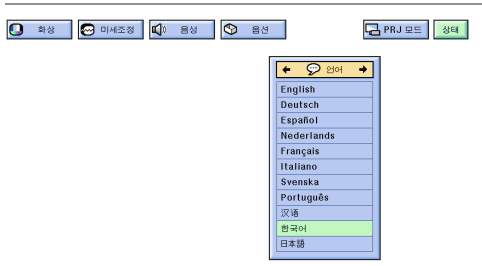 화상 미세조정 음성 옵션 PRJ 모드 상태
언어
English
Deutsch
Español
Nederlands
Français
Italiano
Svenska
Português
汉语
한국어
日本語